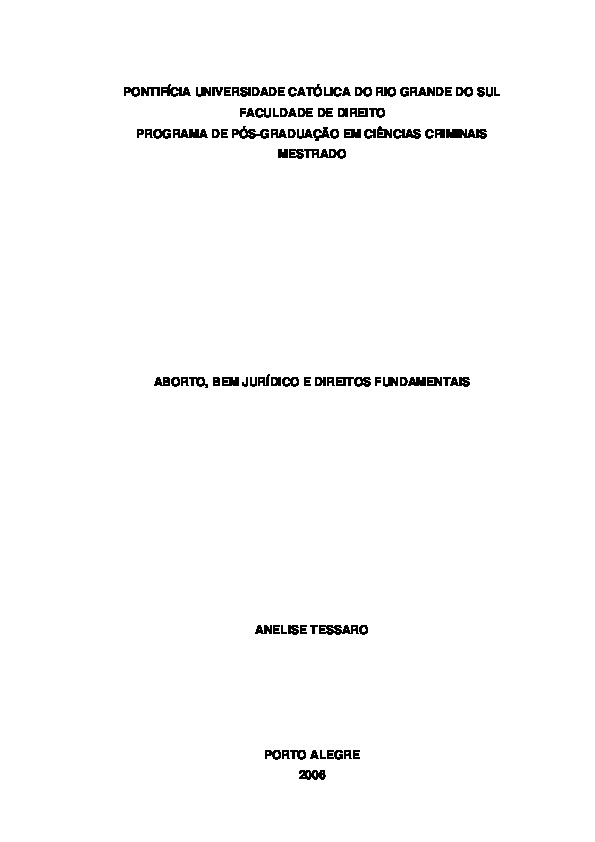 PONTIFÍCIA UNIVERSIDADE CATÓLICA DO RIO GRANDE DO SUL
FACULDADE DE DIREITO
PROGRAMA DE PÓS-GRADUAÇÃO EM CIÊNCIAS CRIMINAIS
MESTRADO
ABORTO, BEM JURÍDICO E DIREITOS FUNDAMENTAIS
ANELISE TESSARO
PORTO ALEGRE
2006